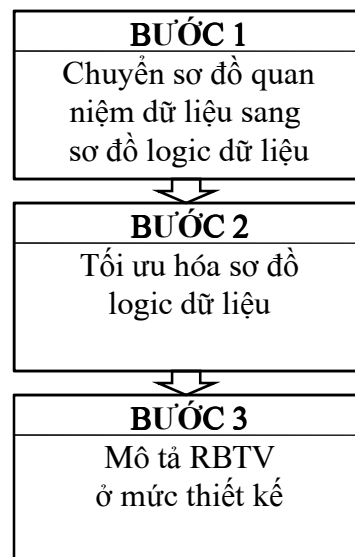 BƯỚC 1
Chuyển sơ đồ quan
niệm dữ liệu sang
sơ đồ logic dữ liệu
BƯỚC 2
Tối ưu hóa sơ đồ
logic dữ liệu
BƯỚC 3
Mô tả RBTV
ở mức thiết kế